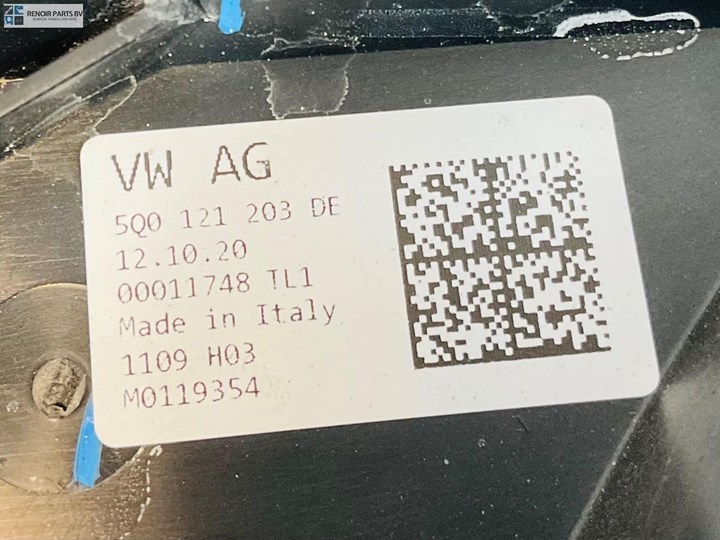 RENOIR PARTS BV
VW AG
5Q0 121 203 DE
12.10.20
00011748 TL1
Made in Italy
1109 H03
M0119354